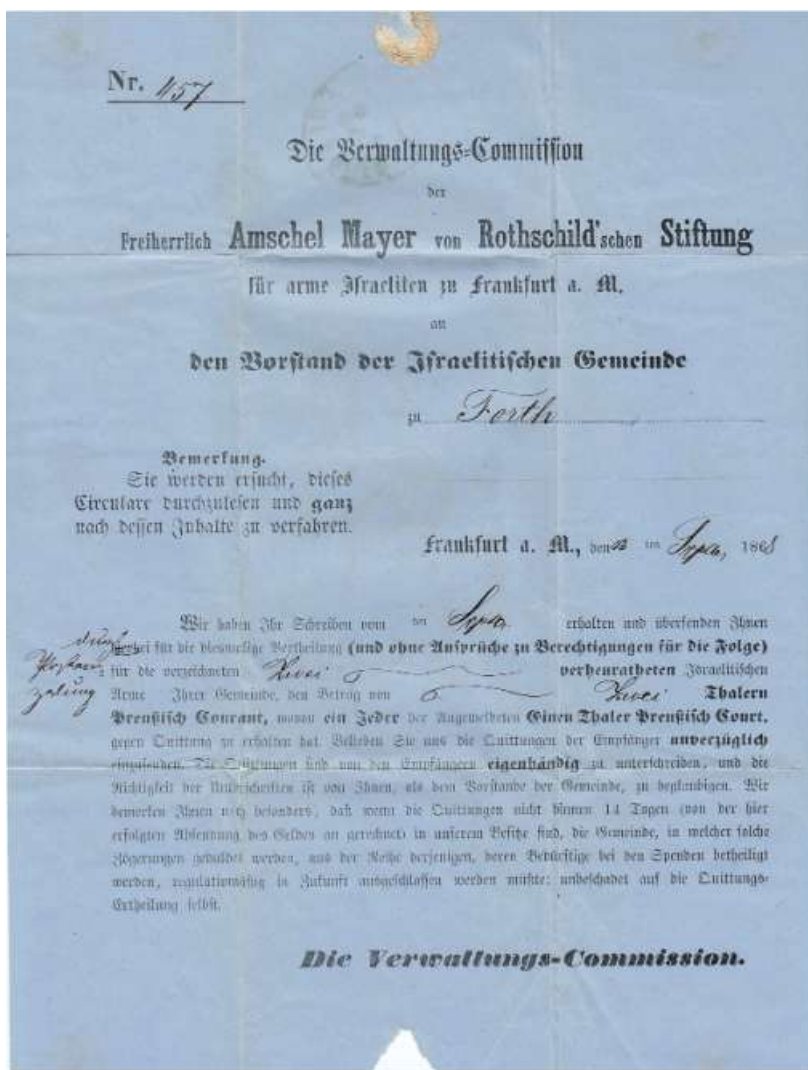 Nr. 457
Die Verwaltungs-Commission
der
Freiherrlich Amschel Mayer von Rothschild'schen Stiftung
für arme Israeliten zu Frankfurt a. M.
an
den Vorstand der Israelitischen Gemeinde
zu Forth
Bemerkung.
Sie werden ersucht, dieses
Circulare durchzulesen und ganz
nach dessen Inhalte zu verfahren.
Frankfurt a. M., den ten 1868
Wir haben Ihr Schreiben vom ten erhalten und übersenden Ihnen
durch hierbei für die diesmalige Vertheilung (und ohne Ansprüche zu Berechtigungen für die Folge)
für die verzeichneten Zwei verheuratheten Israelitischen
zalung Arme Ihrer Gemeinde, den Betrag von Zwei Thalern
Preußisch Courant, wovon ein Jeder der Angemeldeten Einen Thaler Preußisch Court.
gegen Quittung zu erhalten hat. Belieben Sie uns die Quittungen der Empfänger unverzüglich
einzusenden. Die Quittungen sind von den Empfängern eigenhändig zu unterschreiben, und die
Richtigkeit der Unterschriften ist von Ihnen, als dem Vorstande der Gemeinde, zu beglaubigen. Wir
bemerken Ihnen noch besonders, daß wenn die Quittungen nicht binnen 14 Tagen (von der hier
erfolgten Absendung des Geldes an gerechnet) in unserem Besitze sind, die Gemeinde, in welcher solche
Zögerungen geduldet werden, aus der Reihe derjenigen, deren Bedürftige bei den Spenden betheiligt
werden, regulativmäßig in Zukunft ausgeschlossen werden müßte; unbeschadet auf die Quittungs-
Ertheilung selbst.
Die Verwaltungs-Commission.